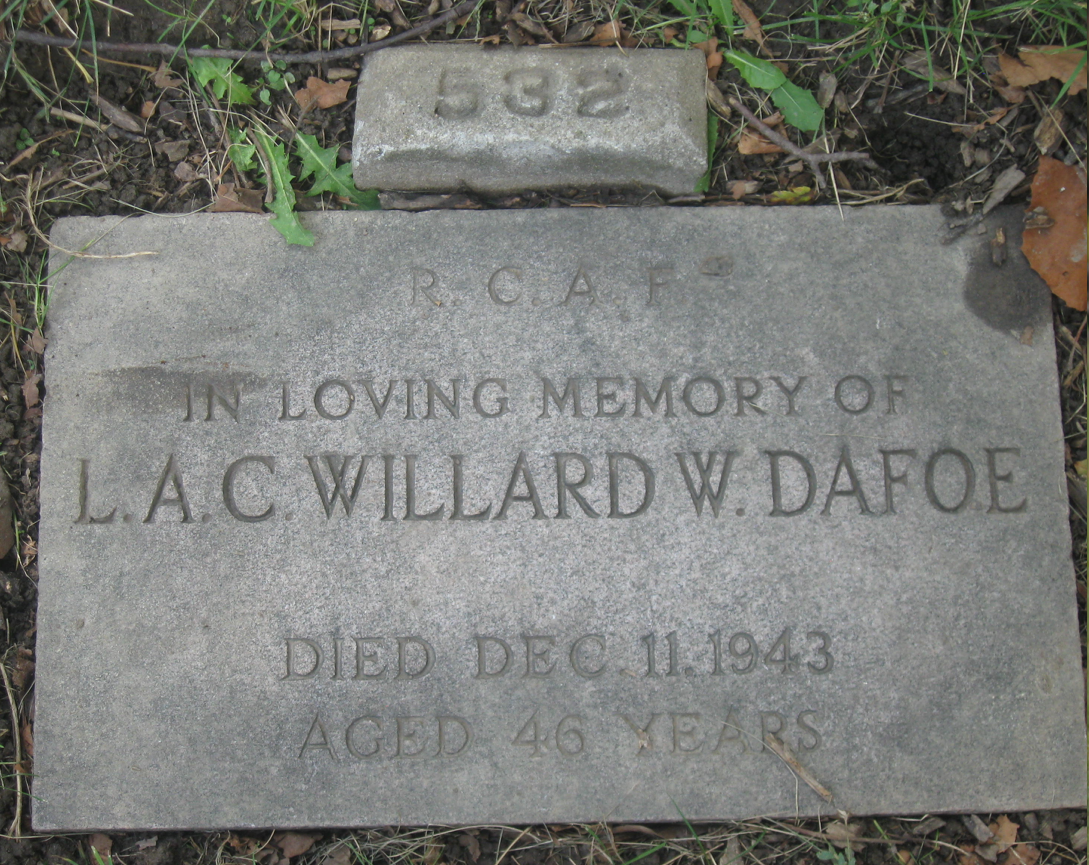 532
R.C.A.F.
IN LOVING MEMORY OF
L.A.C. WILLARD W. DAFOE
DIED DEC. 11. 1943
AGED 46 YEARS